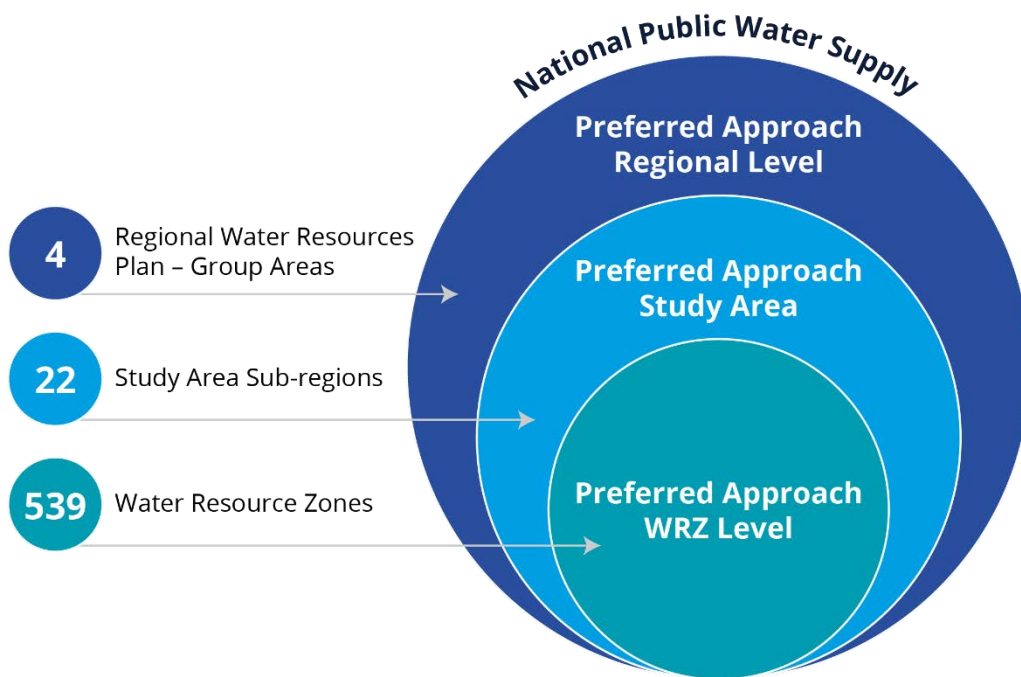 National Public Water Supply
Preferred Approach
Regional Level
4
Regional Water Resources
Plan – Group Areas
Preferred Approach
Study Area
22
Study Area Sub-regions
539
Water Resource Zones
Preferred Approach
WRZ Level